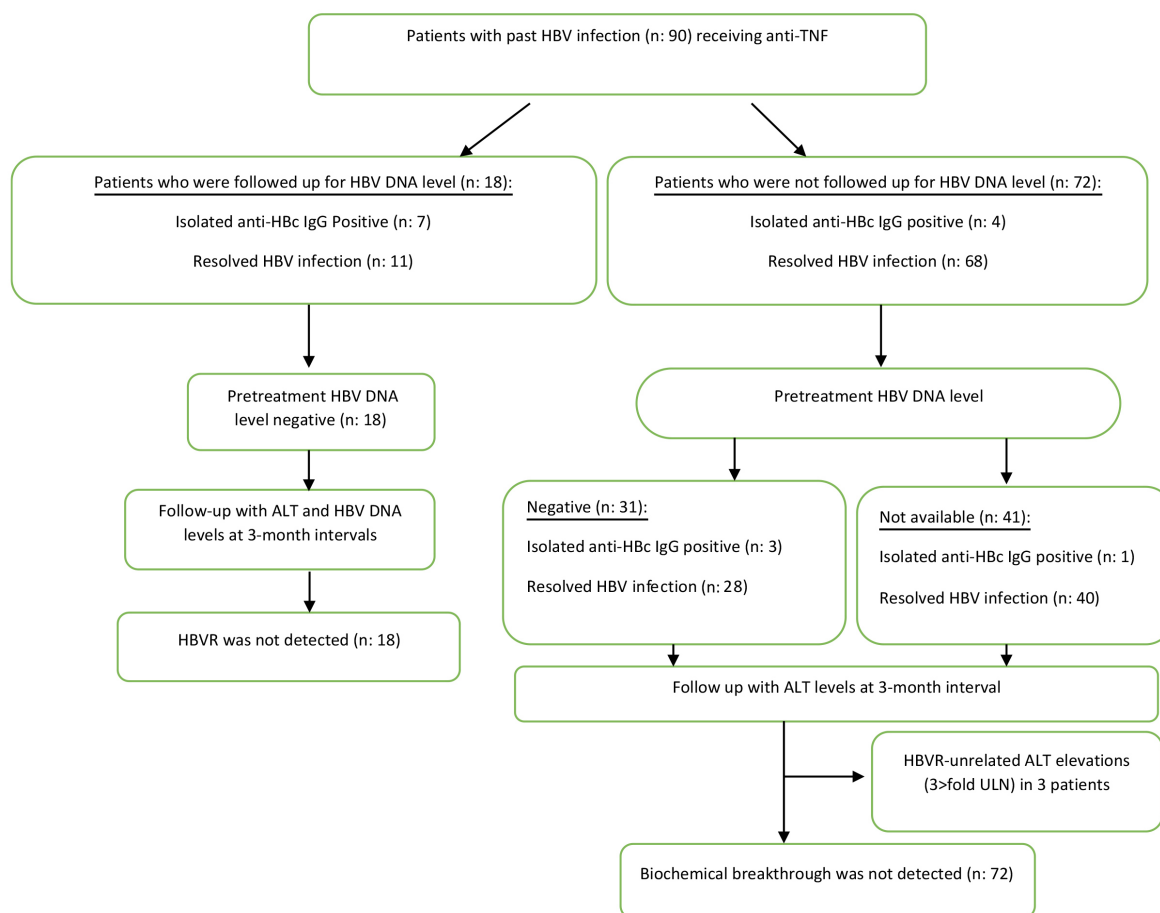 Patients with past HBV infection (n: 90) receiving anti-TNF
Patients who were followed up for HBV DNA level (n: 18):
Isolated anti-HBc IgG Positive (n: 7)
Resolved HBV infection (n: 11)
Patients who were not followed up for HBV DNA level (n: 72):
Isolated anti-HBc IgG positive (n: 4)
Resolved HBV infection (n: 68)
Pretreatment HBV DNA
level negative (n: 18)
Pretreatment HBV DNA level
Follow-up with ALT and HBV DNA
levels at 3-month intervals
Negative (n: 31):
Isolated anti-HBc IgG positive (n: 3)
Resolved HBV infection (n: 28)
Not available (n: 41):
Isolated anti-HBc IgG positive (n: 1)
Resolved HBV infection (n: 40)
HBVR was not detected (n: 18)
Follow up with ALT levels at 3-month interval
HBVR-unrelated ALT elevations
(3>fold ULN) in 3 patients
Biochemical breakthrough was not detected (n: 72)